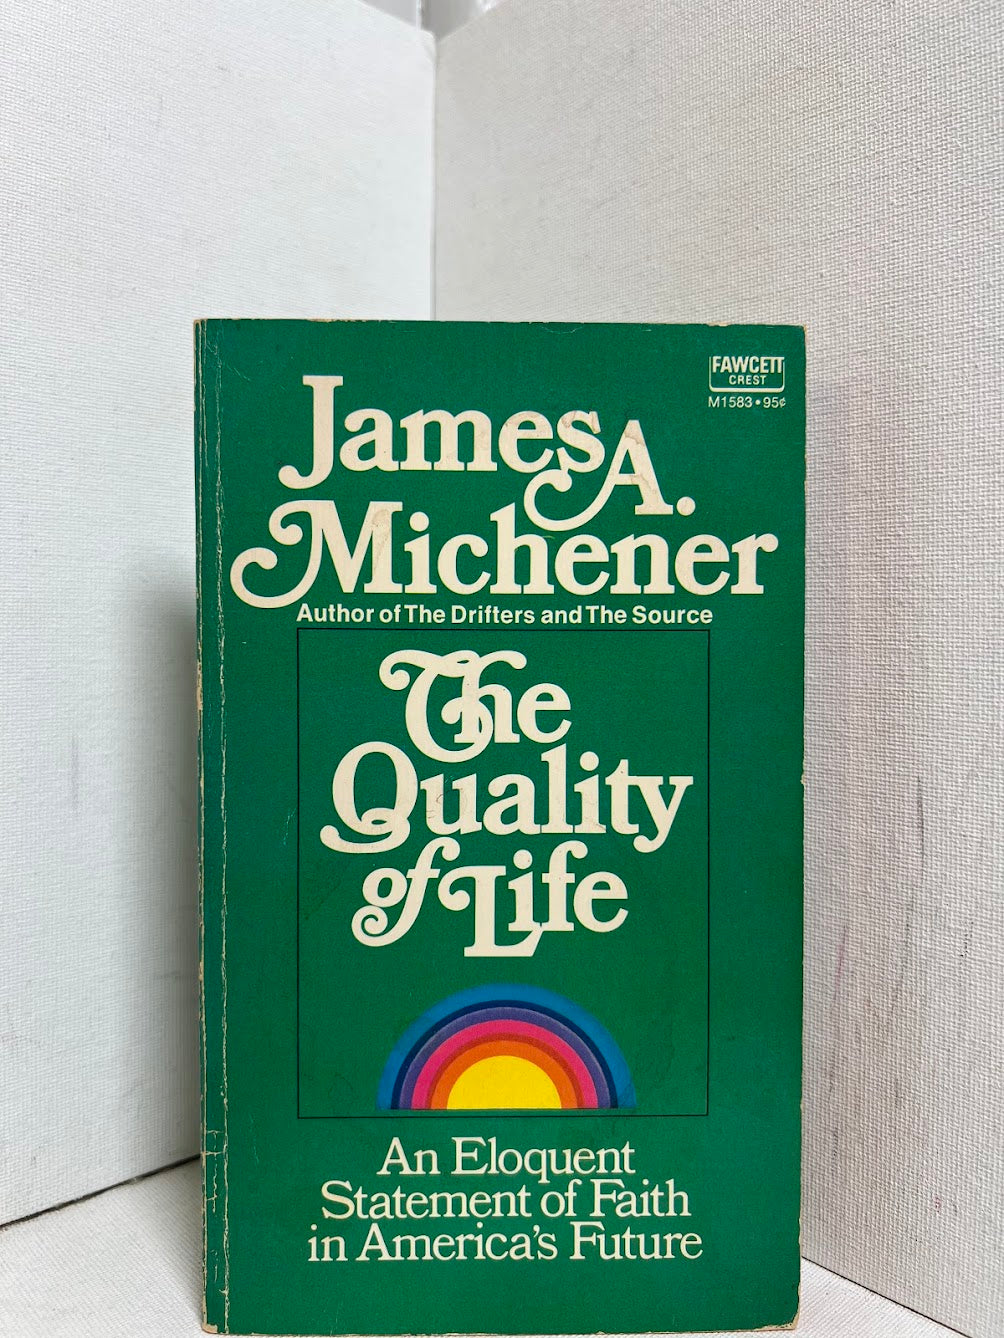 FAWCETT
CREST
M1583•95¢
James A.
Michener
Author of The Drifters and The Source
The
Quality
of Life
An Eloquent
Statement of Faith
in America's Future